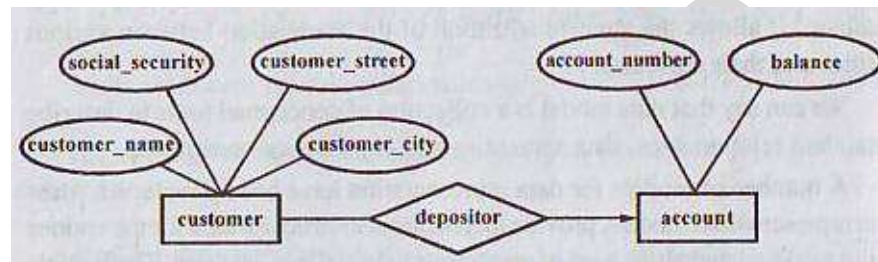 social_security customer_street account_number balance
customer_name customer_city
customer depositor account